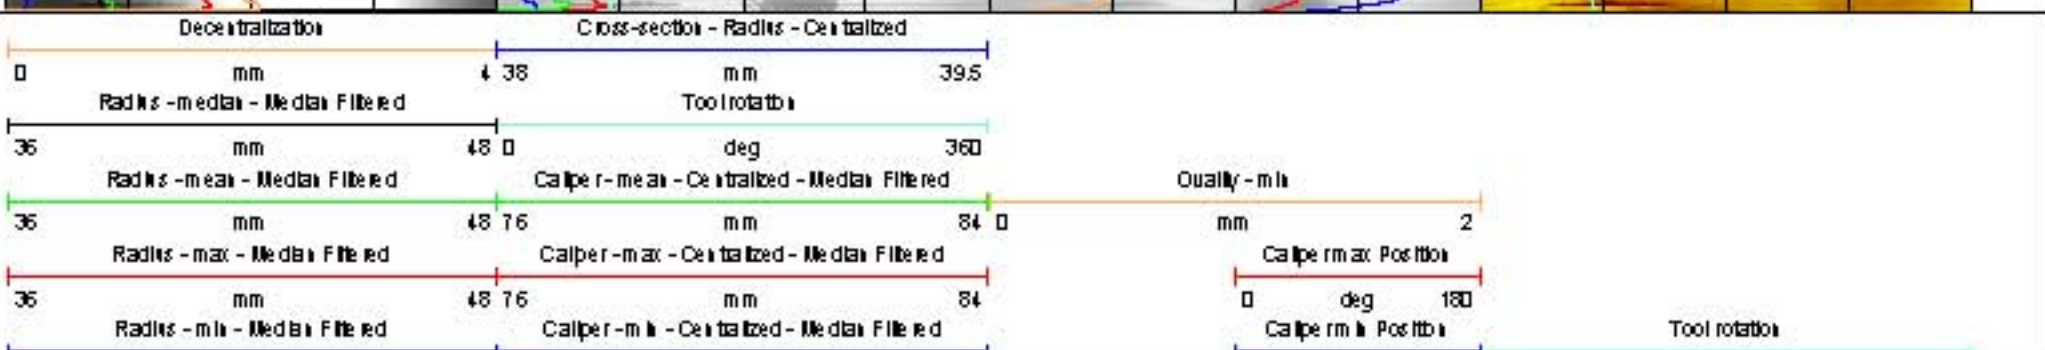 Decentralization Cross-section - Radius - Centralized
0 mm 4 38 mm 39.5
Radius - median - Median Filtered Tool rotation
36 mm 48 0 deg 360
Radius - mean - Median Filtered Caliper - mean - Centralized - Median Filtered Quality - min
36 mm 48 76 mm 84 0 mm 2
Radius - max - Median Filtered Caliper - max - Centralized - Median Filtered Caliper max Position
36 mm 48 76 mm 84 0 deg 180
Radius - min - Median Filtered Caliper - min - Centralized - Median Filtered Caliper min Position Tool rotation